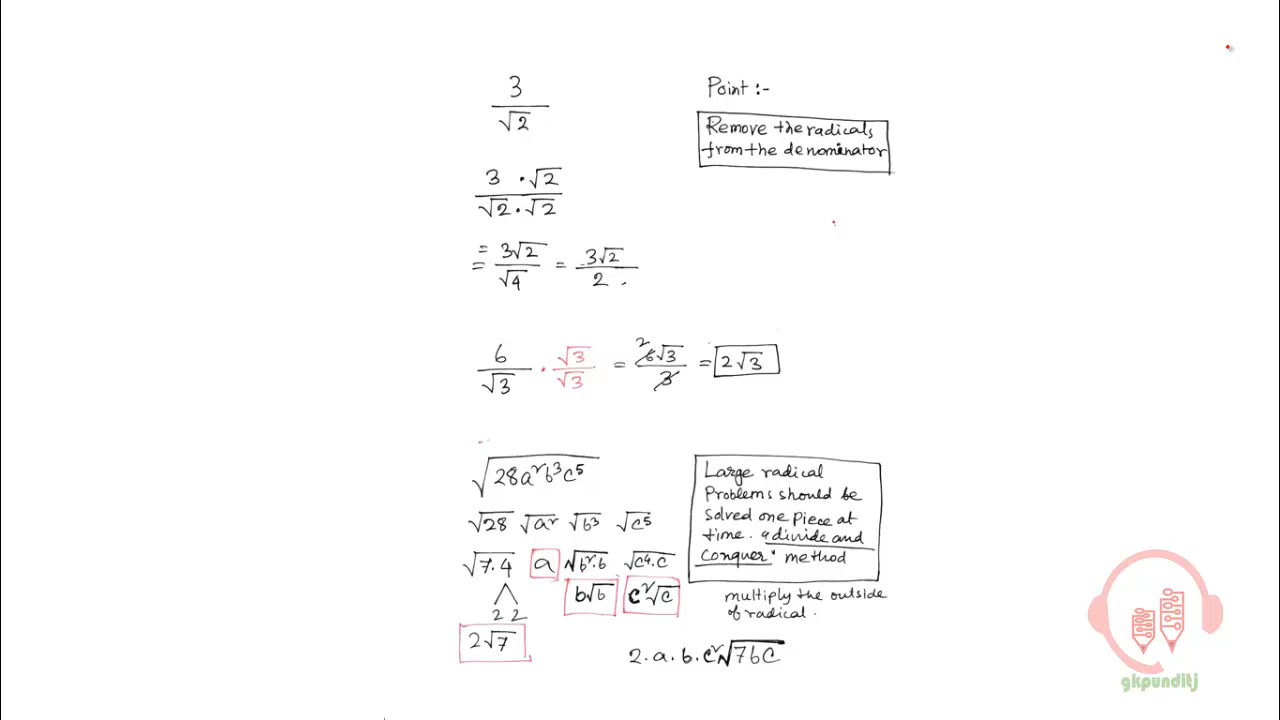 3
√2
Point :-
Remove the radicals
from the denominator
3 · √2
√2 · √2
= = 3√2/√4 = 3√2/2
6/√3 · √3/√3 = 2 6√3/3 = 2√3
√28a²b³c⁵
√28 √a² √b³ √c⁵
√7.4 a √b².b √c⁴.c
2 2 b√b c²√c
2√7
Large radical
Problems should be
solved one piece at
time. "divide and
conquer" method
multiply the outside
of radical.
2.a.b.c²√7bc
gkpunditj